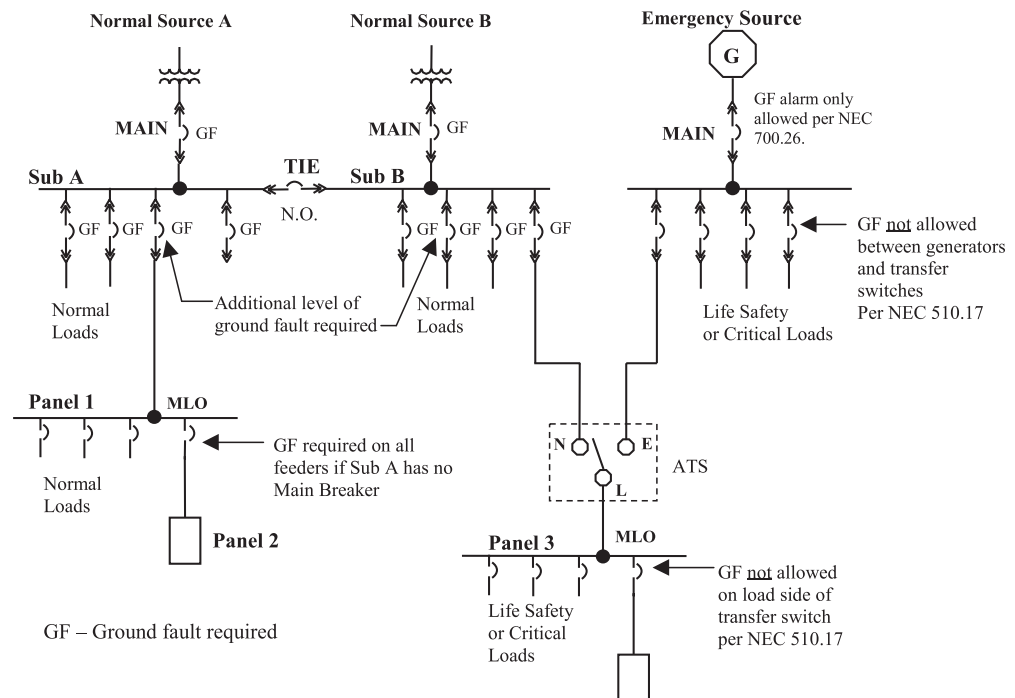 Normal Source A
Normal Source B
Emergency Source
G
GF alarm only
allowed per NEC
700.26.
MAIN
GF
MAIN
GF
MAIN
Sub A
TIE
N.O.
Sub B
GF
GF
GF
GF
GF
GF
GF
GF
GF not allowed
between generators
and transfer
switches
Per NEC 510.17
Normal
Loads
Additional level of
ground fault required
Normal
Loads
Life Safety
or Critical Loads
Panel 1
MLO
GF required on all
feeders if Sub A has no
Main Breaker
Normal
Loads
Panel 2
N
E
L
ATS
Panel 3
MLO
GF not allowed
on load side of
transfer switch
per NEC 510.17
Life Safety
or Critical
Loads
GF – Ground fault required